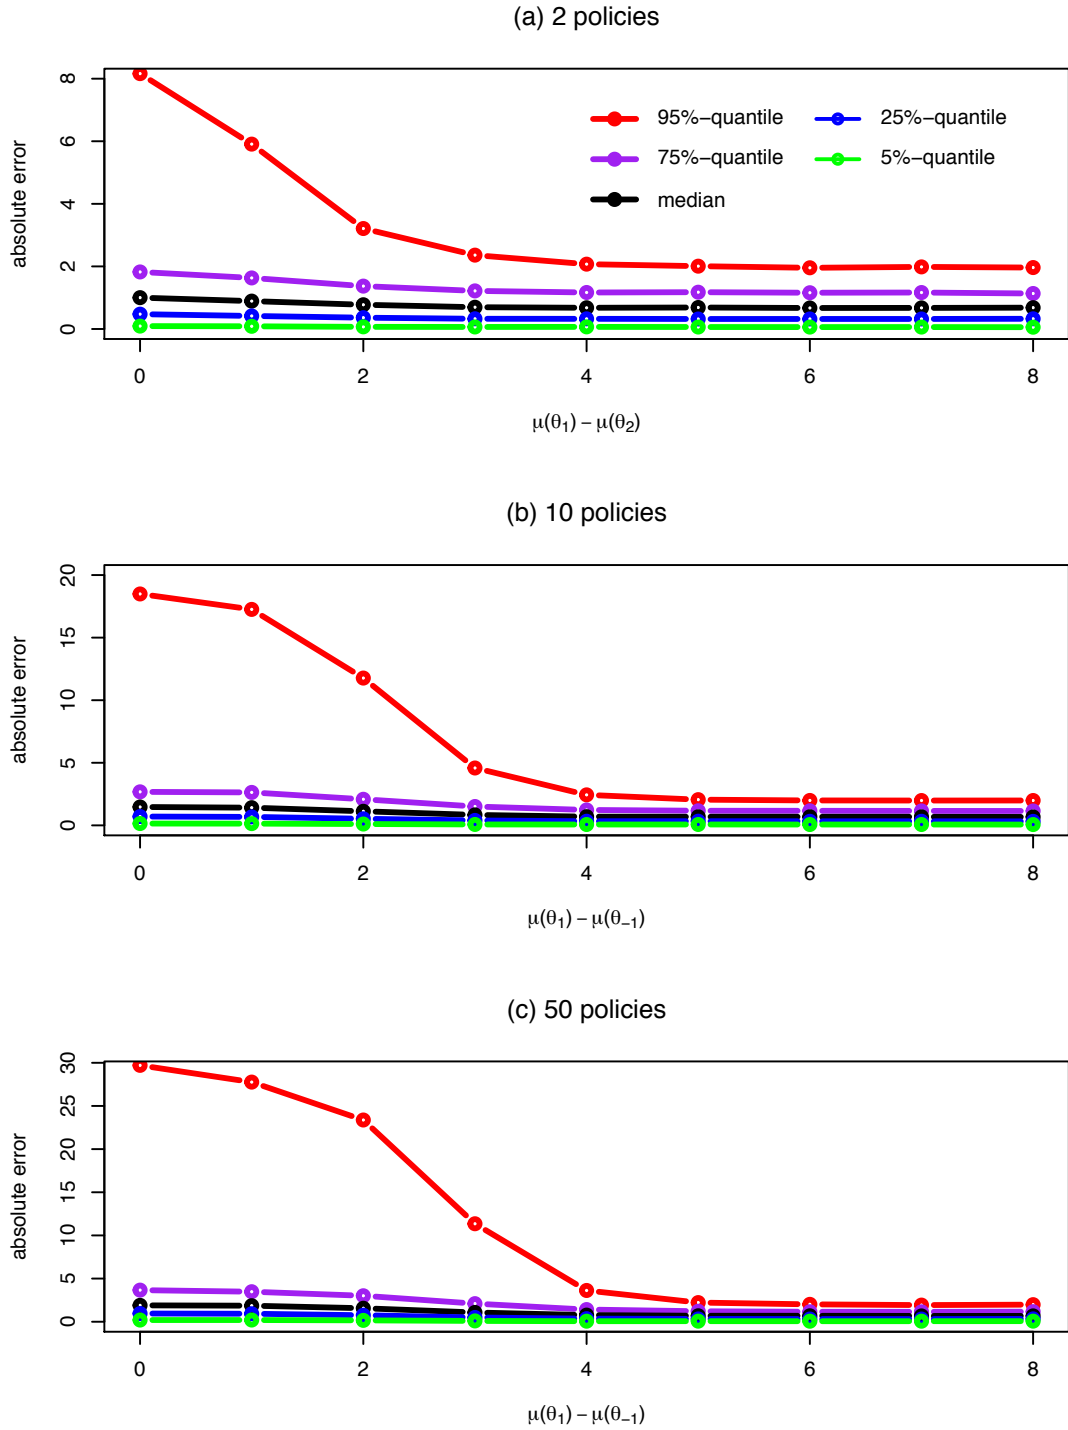 (a) 2 policies
8
6
4
2
0
absolute error
95%−quantile
25%−quantile
75%−quantile
5%−quantile
median
0 2 4 6 8
μ(θ1) − μ(θ2)
(b) 10 policies
20
15
10
5
0
absolute error
0 2 4 6 8
μ(θ1) − μ(θ−1)
(c) 50 policies
30
25
20
15
10
5
0
absolute error
0 2 4 6 8
μ(θ1) − μ(θ−1)